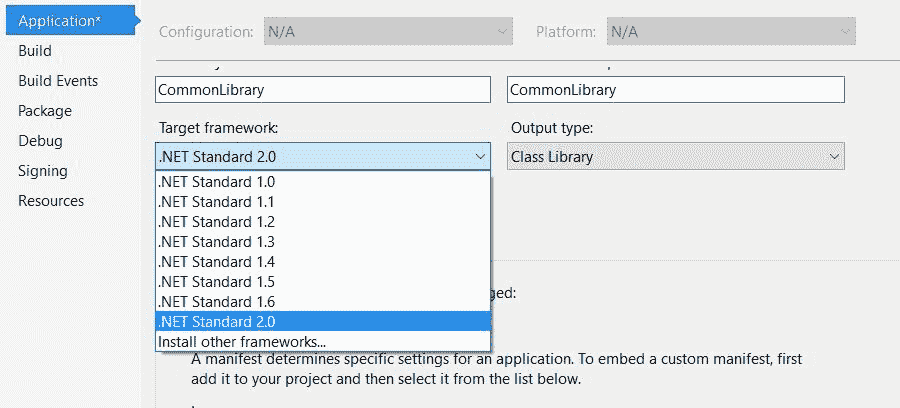 Application*
Build
Build Events
Package
Debug
Signing
Resources
Configuration: N/A Platform: N/A
CommonLibrary CommonLibrary
Target framework: Output type:
.NET Standard 2.0 Class Library
.NET Standard 1.0
.NET Standard 1.1
.NET Standard 1.2
.NET Standard 1.3
.NET Standard 1.4
.NET Standard 1.5
.NET Standard 1.6
.NET Standard 2.0
Install other frameworks...
A manifest determines specific settings for an application. To embed a custom manifest, first
add it to your project and then select it from the list below.